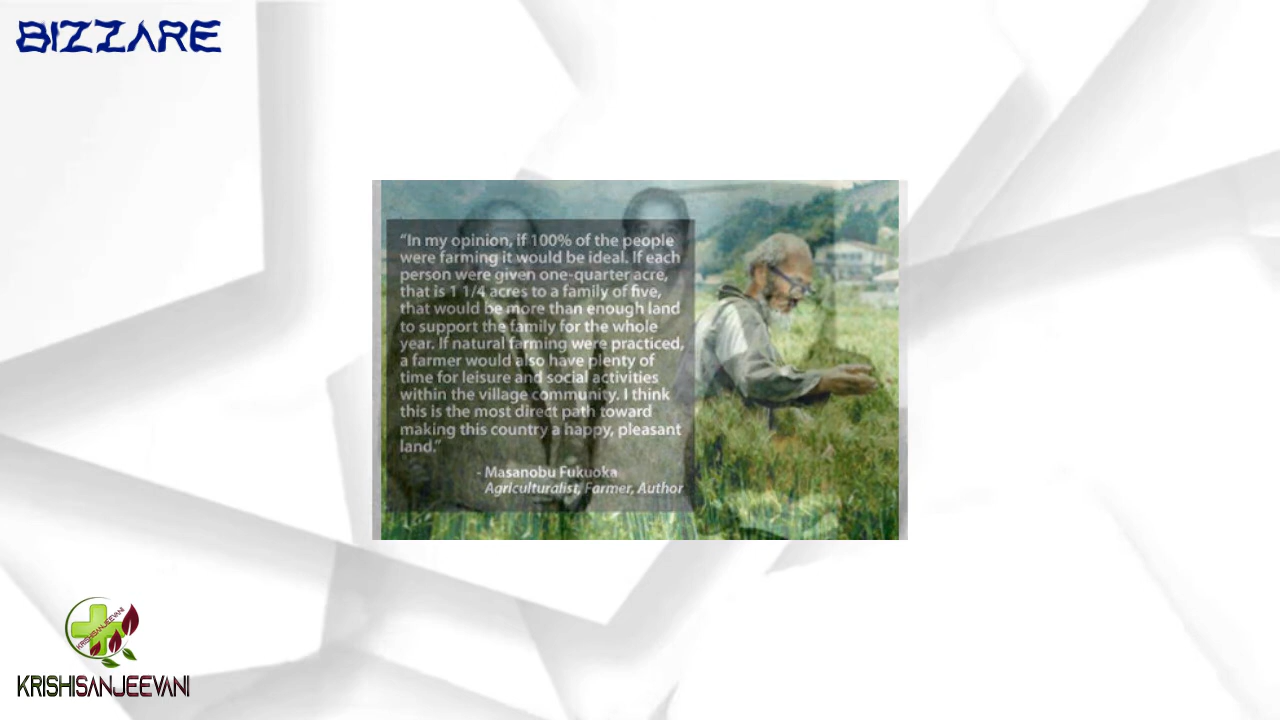 BIZZARE
“In my opinion, if 100% of the people
were farming it would be ideal. If each
person were given one-quarter acre,
that is 1 1/4 acres to a family of five,
that would be more than enough land
to support the family for the whole
year. If natural farming were practiced,
a farmer would also have plenty of
time for leisure and social activities
within the village community. I think
this is the most direct path toward
making this country a happy, pleasant
land.”
- Masanobu Fukuoka
Agriculturalist, Farmer, Author
KRISHISANJEEVANI
KRISHISANJEEVANI